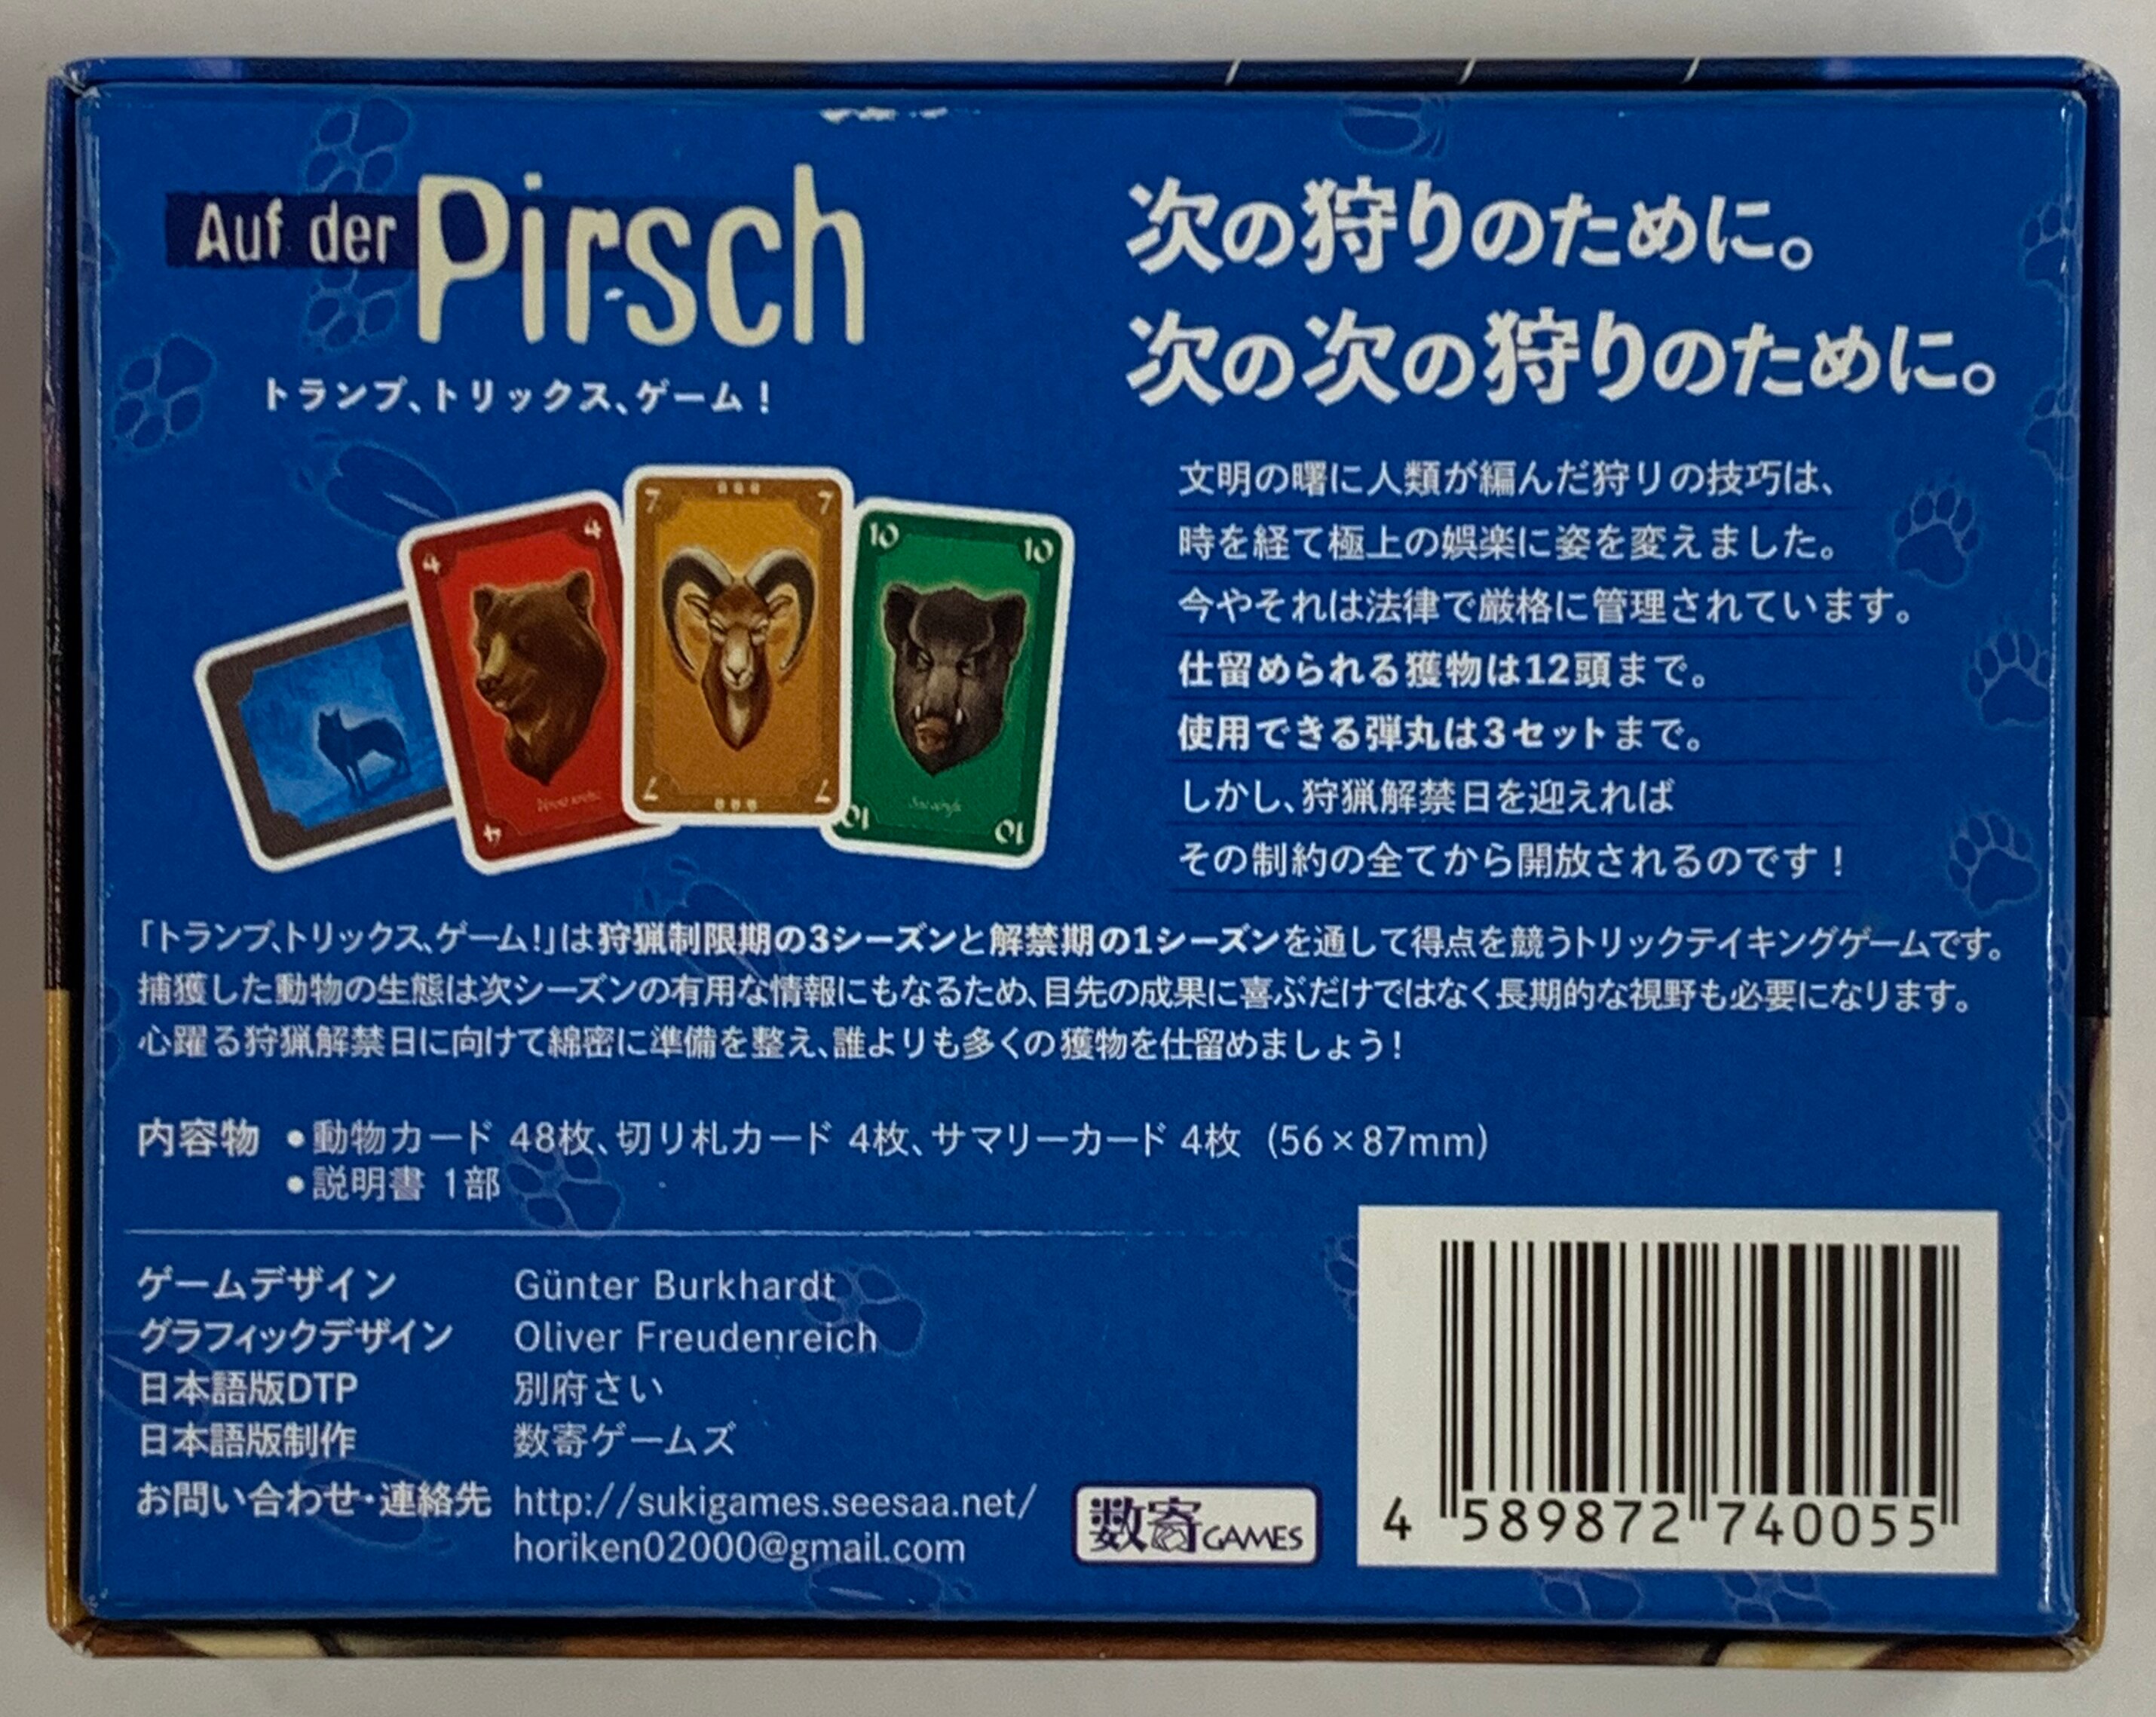 Auf der Pirsch
トランプ、トリックス、ゲーム！
次の狩りのために。
次の次の狩りのために。
文明の曙に人類が編んだ狩りの技巧は、
時を経て極上の娯楽に姿を変えました。
今やそれは法律で厳格に管理されています。
仕留められる獲物は12頭まで。
使用できる弾丸は3セットまで。
しかし、狩猟解禁日を迎えれば
その制約の全てから開放されるのです！
4 4
4
7 7
7 7
10 10
10 10
「トランプ、トリックス、ゲーム!」は狩猟制限期の3シーズンと解禁期の1シーズンを通して得点を競うトリックテイキングゲームです。
捕獲した動物の生態は次シーズンの有用な情報にもなるため、目先の成果に喜ぶだけではなく長期的な視野も必要になります。
心躍る狩猟解禁日に向けて綿密に準備を整え、誰よりも多くの獲物を仕留めましょう！
内容物 ●動物カード 48枚、切り札カード 4枚、サマリーカード 4枚 (56×87mm)
●説明書 1部
ゲームデザイン Günter Burkhardt
グラフィックデザイン Oliver Freudenreich
日本語版DTP 別府さい
日本語版制作 数寄ゲームズ
お問い合わせ・連絡先 http://sukigames.seesaa.net/
horiken02000@gmail.com
数寄GAMES
4 589872 740055